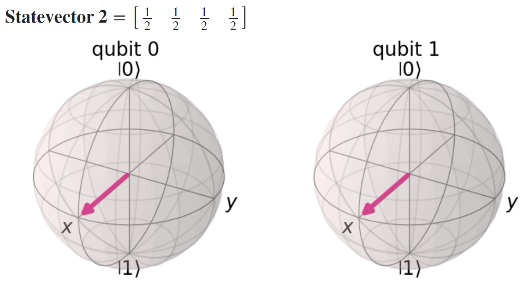 Statevector 2 = [1/2 1/2 1/2 1/2]
qubit 0
|0⟩
x
y
|1⟩
qubit 1
|0⟩
x
y
|1⟩